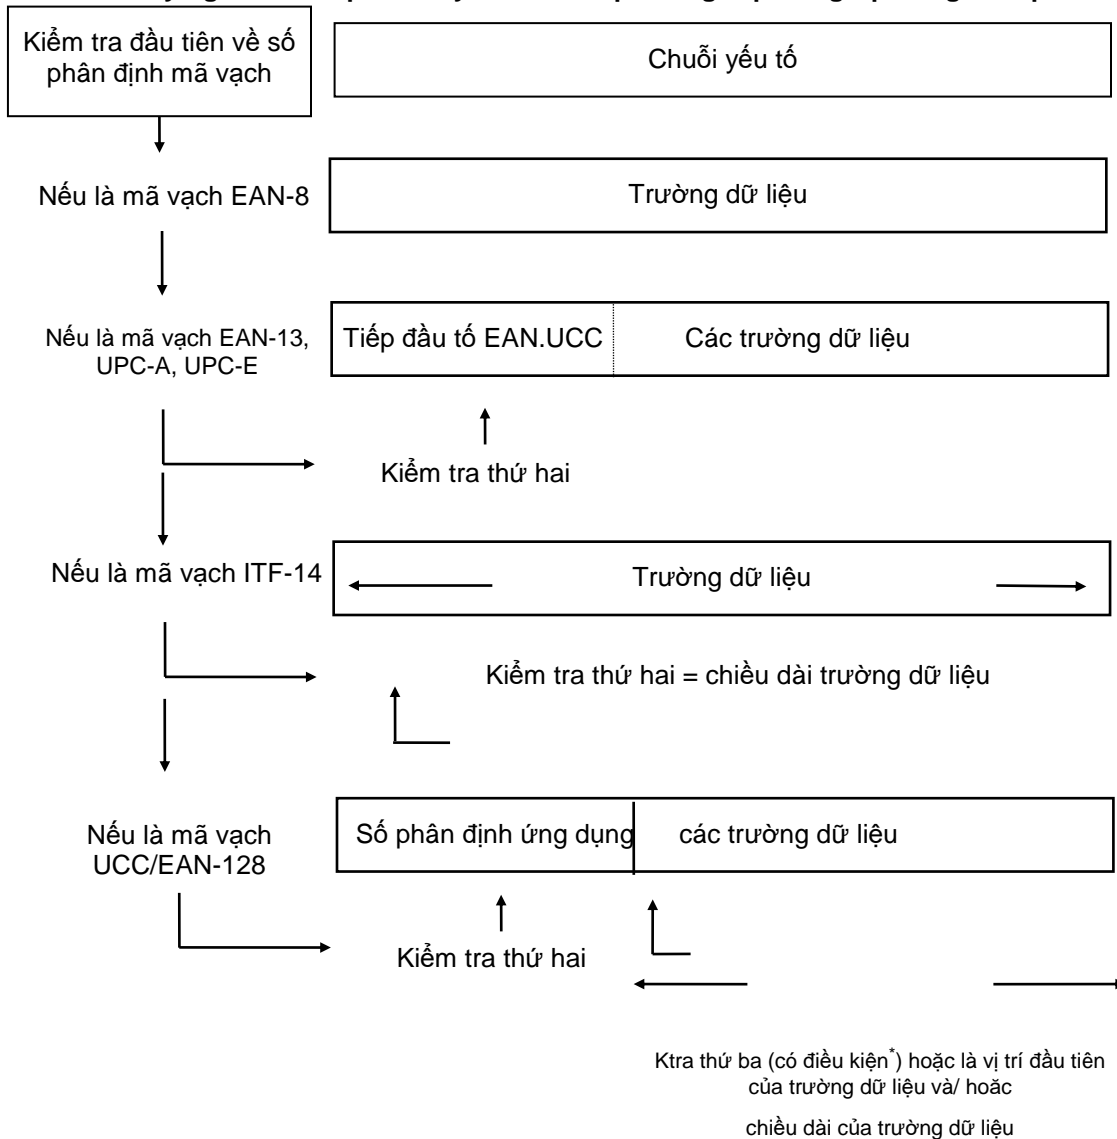 Kiểm tra đầu tiên về số
phân định mã vạch
Chuỗi yếu tố
Nếu là mã vạch EAN-8
Trường dữ liệu
Nếu là mã vạch EAN-13,
UPC-A, UPC-E
Tiếp đầu tố EAN.UCC
Các trường dữ liệu
Kiểm tra thứ hai
Nếu là mã vạch ITF-14
Trường dữ liệu
Kiểm tra thứ hai = chiều dài trường dữ liệu
Nếu là mã vạch
UCC/EAN-128
Số phân định ứng dụng
các trường dữ liệu
Kiểm tra thứ hai
Ktra thứ ba (có điều kiện*) hoặc là vị trí đầu tiên
của trường dữ liệu và/ hoăc
chiều dài của trường dữ liệu